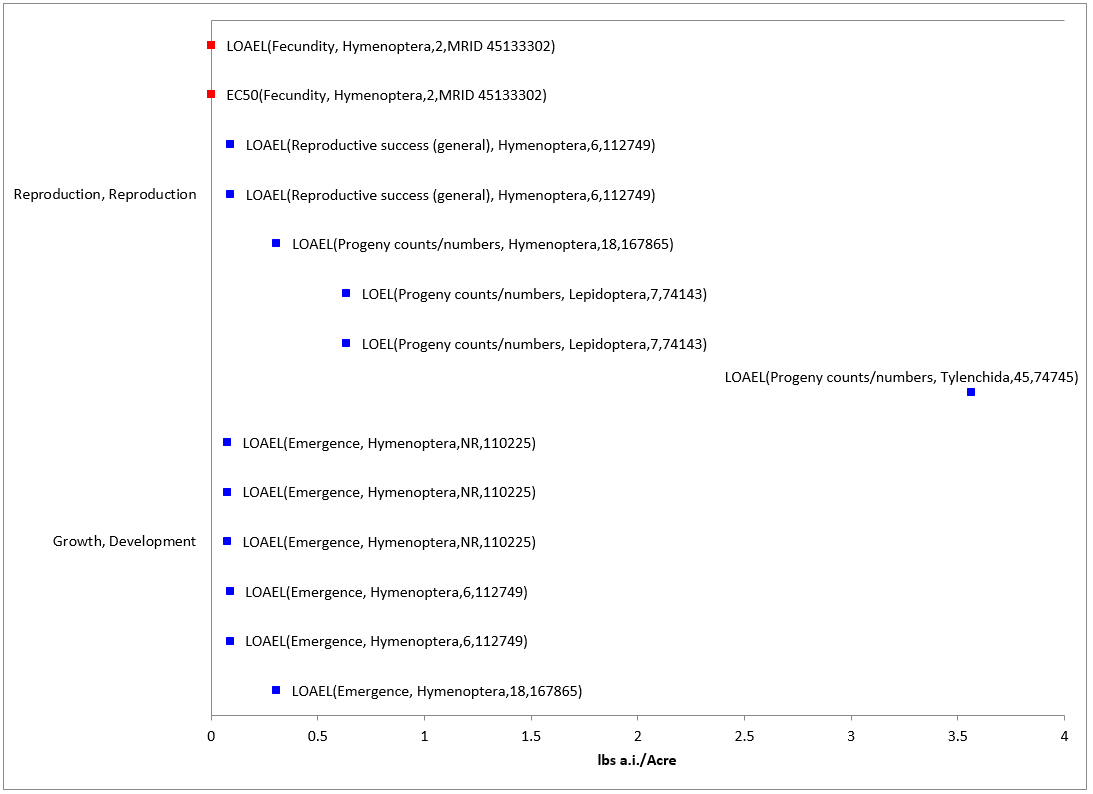 LOAEL(Fecundity, Hymenoptera,2,MRID 45133302)
EC50(Fecundity, Hymenoptera,2,MRID 45133302)
LOAEL(Reproductive success (general), Hymenoptera,6,112749)
Reproduction, Reproduction
LOAEL(Reproductive success (general), Hymenoptera,6,112749)
LOAEL(Progeny counts/numbers, Hymenoptera,18,167865)
LOEL(Progeny counts/numbers, Lepidoptera,7,74143)
LOEL(Progeny counts/numbers, Lepidoptera,7,74143)
LOAEL(Progeny counts/numbers, Tylenchida,45,74745)
LOAEL(Emergence, Hymenoptera,NR,110225)
LOAEL(Emergence, Hymenoptera,NR,110225)
Growth, Development
LOAEL(Emergence, Hymenoptera,NR,110225)
LOAEL(Emergence, Hymenoptera,6,112749)
LOAEL(Emergence, Hymenoptera,6,112749)
LOAEL(Emergence, Hymenoptera,18,167865)
0 0.5 1 1.5 2 2.5 3 3.5 4
lbs a.i./Acre